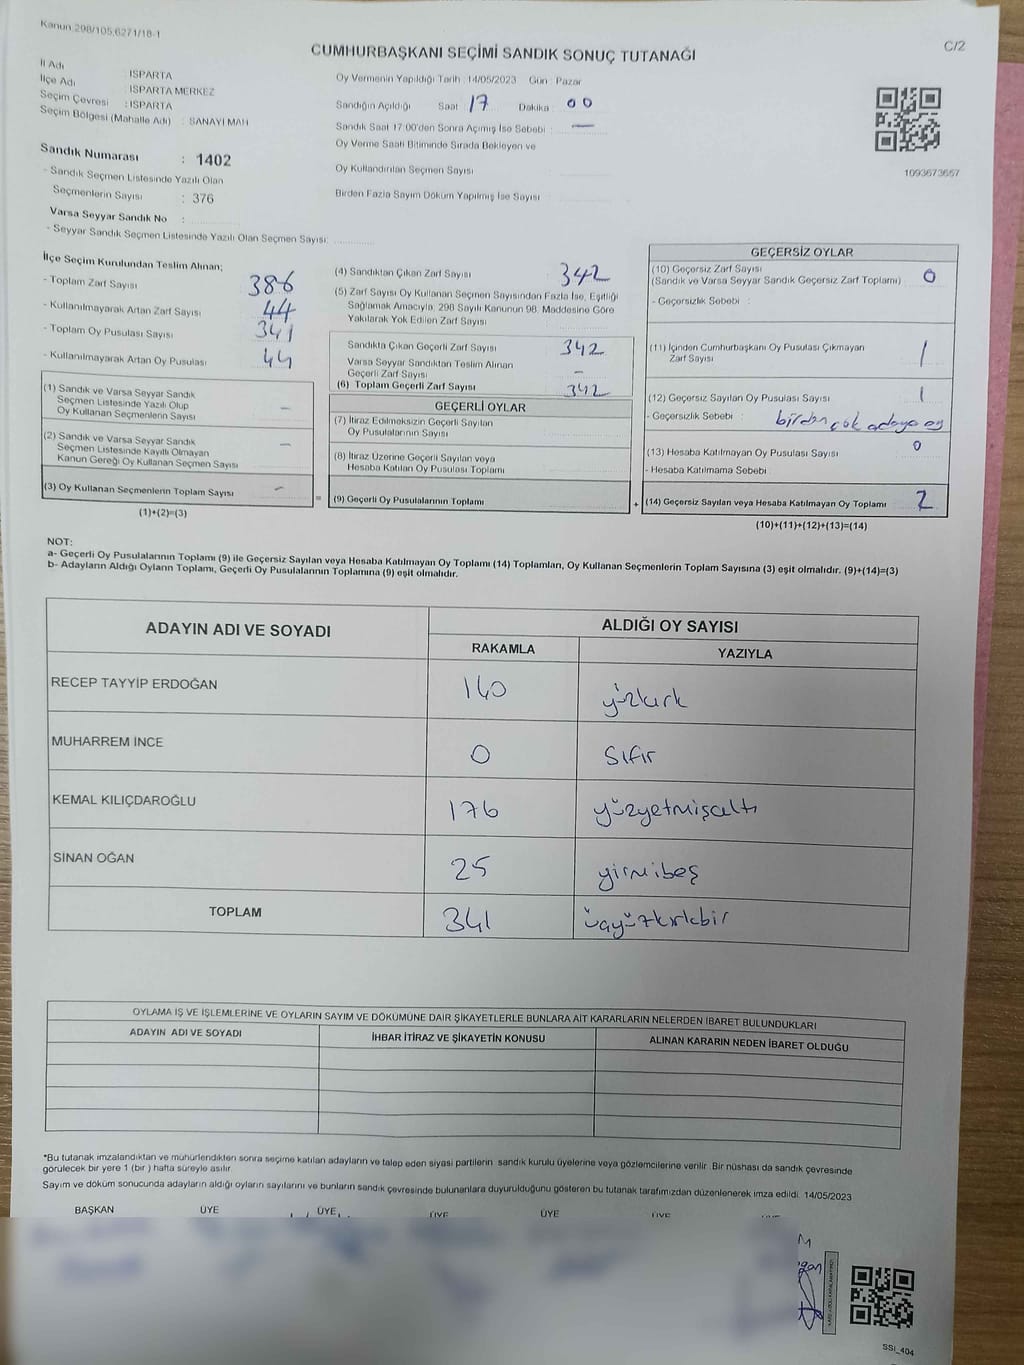 Kanun 298/105,6271/18-1
C/2
CUMHURBAŞKANI SEÇİMİ SANDIK SONUÇ TUTANAĞI
İl Adı : ISPARTA
İlçe Adı : ISPARTA MERKEZ
Seçim Çevresi : ISPARTA
Seçim Bölgesi (Mahalle Adı) : SANAYİ MAH
Sandık Numarası : 1402
- Sandık Seçmen Listesinde Yazılı Olan
Seçmenlerin Sayısı : 376
Varsa Seyyar Sandık No :
- Seyyar Sandık Seçmen Listesinde Yazılı Olan Seçmen Sayısı:
Oy Vermenin Yapıldığı Tarih : 14/05/2023 Gün : Pazar
Sandığın Açıldığı Saat : 17 Dakika : 00
Sandık Saat 17:00'den Sonra Açımış İse Sebebi : —
Oy Verme Saati Bitiminde Sırada Bekleyen ve
Oy Kullandırılan Seçmen Sayısı
Birden Fazla Sayım Döküm Yapılmış İse Sayısı
1093673667
İlçe Seçim Kurulundan Teslim Alınan;
- Toplam Zarf Sayısı 386
- Kullanılmayarak Artan Zarf Sayısı 44
- Toplam Oy Pusulası Sayısı 341
- Kullanılmayarak Artan Oy Pusulası 44
(1) Sandık ve Varsa Seyyar Sandık
Seçmen Listesinde Yazılı Olup
Oy Kullanan Seçmenlerin Sayısı –
(2) Sandık ve Varsa Seyyar Sandık
Seçmen Listesinde Kayıtlı Olmayan
Kanun Gereği Oy Kullanan Seçmen Sayısı –
(3) Oy Kullanan Seçmenlerin Toplam Sayısı –
(1)+(2)=(3)
(4) Sandıktan Çıkan Zarf Sayısı 342
(5) Zarf Sayısı Oy Kullanan Seçmen Sayısından Fazla İse, Eşitliği
Sağlamak Amacıyla, 298 Sayılı Kanunun 98. Maddesine Göre
Yakılarak Yok Edilen Zarf Sayısı
Sandıkta Çıkan Geçerli Zarf Sayısı 342
Varsa Seyyar Sandıktan Teslim Alınan
Geçerli Zarf Sayısı –
(6) Toplam Geçerli Zarf Sayısı 342
GEÇERLİ OYLAR
(7) İtiraz Edilmeksizin Geçerli Sayılan
Oy Pusulalarının Sayısı
(8) İtiraz Üzerine Geçerli Sayılan veya
Hesaba Katılan Oy Pusulası Toplamı
= (9) Geçerli Oy Pusulalarının Toplamı
GEÇERSİZ OYLAR
(10) Geçersiz Zarf Sayısı
(Sandık ve Varsa Seyyar Sandık Geçersiz Zarf Toplamı) 0
- Geçersizlik Sebebi :
(11) İçinden Cumhurbaşkanı Oy Pusulası Çıkmayan
Zarf Sayısı 1
(12) Geçersiz Sayılan Oy Pusulası Sayısı 1
- Geçersizlik Sebebi : birden çok adaya oy
(13) Hesaba Katılmayan Oy Pusulası Sayısı 0
- Hesaba Katılmama Sebebi
+ (14) Geçersiz Sayılan veya Hesaba Katılmayan Oy Toplamı 2
(10)+(11)+(12)+(13)=(14)
NOT:
a- Geçerli Oy Pusulalarının Toplamı (9) ile Geçersiz Sayılan veya Hesaba Katılmayan Oy Toplamı (14) Toplamları, Oy Kullanan Seçmenlerin Toplam Sayısına (3) eşit olmalıdır. (9)+(14)=(3)
b- Adayların Aldığı Oyların Toplamı, Geçerli Oy Pusulalarının Toplamına (9) eşit olmalıdır.
ADAYIN ADI VE SOYADI
ALDIĞI OY SAYISI
RAKAMLA YAZIYLA
RECEP TAYYİP ERDOĞAN 140 yüzkırk
MUHARREM İNCE 0 sıfır
KEMAL KILIÇDAROĞLU 176 yüzyetmişaltı
SİNAN OĞAN 25 yirmibeş
TOPLAM 341 üçyüzkırkbir
OYLAMA İŞ VE İŞLEMLERİNE VE OYLARIN SAYIM VE DÖKÜMÜNE DAİR ŞİKAYETLERLE BUNLARA AİT KARARLARIN NELERDEN İBARET BULUNDUKLARI
ADAYIN ADI VE SOYADI İHBAR İTİRAZ VE ŞİKAYETİN KONUSU ALINAN KARARIN NEDEN İBARET OLDUĞU
*Bu tutanak imzalandıktan ve mühürlendikten sonra seçime katılan adayların ve talep eden siyasi partilerin sandık kurulu üyelerine veya gözlemcilerine verilir. Bir nüshası da sandık çevresinde
görülecek bir yere 1 (bir ) hafta süreyle asılır.
Sayım ve döküm sonucunda adayların aldığı oyların sayılarını ve bunların sandık çevresinde bulunanlara duyurulduğunu gösteren bu tutanak tarafımızdan düzenlenerek imza edildi. 14/05/2023
BAŞKAN ÜYE ÜYE ÜYE ÜYE ÜYE
SSI_404